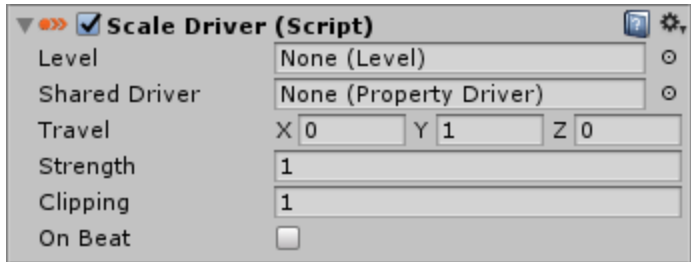 Scale Driver (Script)
Level None (Level)
Shared Driver None (Property Driver)
Travel X 0 Y 1 Z 0
Strength 1
Clipping 1
On Beat